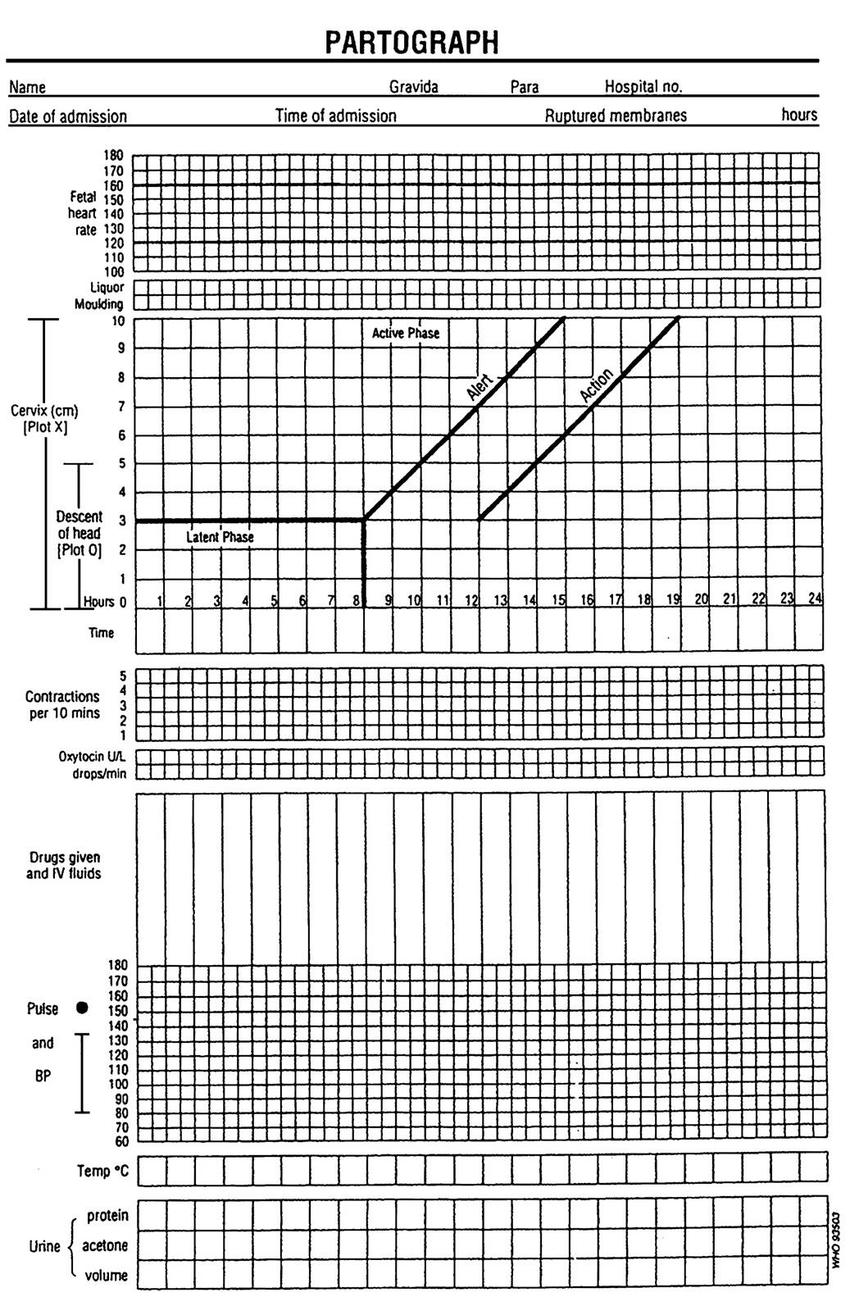 PARTOGRAPH
Name Gravida Para Hospital no.
Date of admission Time of admission Ruptured membranes hours
180
170
160
Fetal 150
heart 140
rate 130
120
110
100
Liquor
Moulding
10
Active Phase
9
8
Alert Action
Cervix (cm) 7
[Plot X]
6
5
4
Descent 3
of head Latent Phase
[Plot O] 2
1
Hours 0 1 2 3 4 5 6 7 8 9 10 11 12 13 14 15 16 17 18 19 20 21 22 23 24
Time
5
Contractions 4
per 10 mins 3
2
1
Oxytocin U/L
drops/min
Drugs given
and IV fluids
180
170
160
Pulse 150
140
and 130
120
BP 110
100
90
80
70
60
Temp °C
protein
Urine acetone
volume
WHO 93503